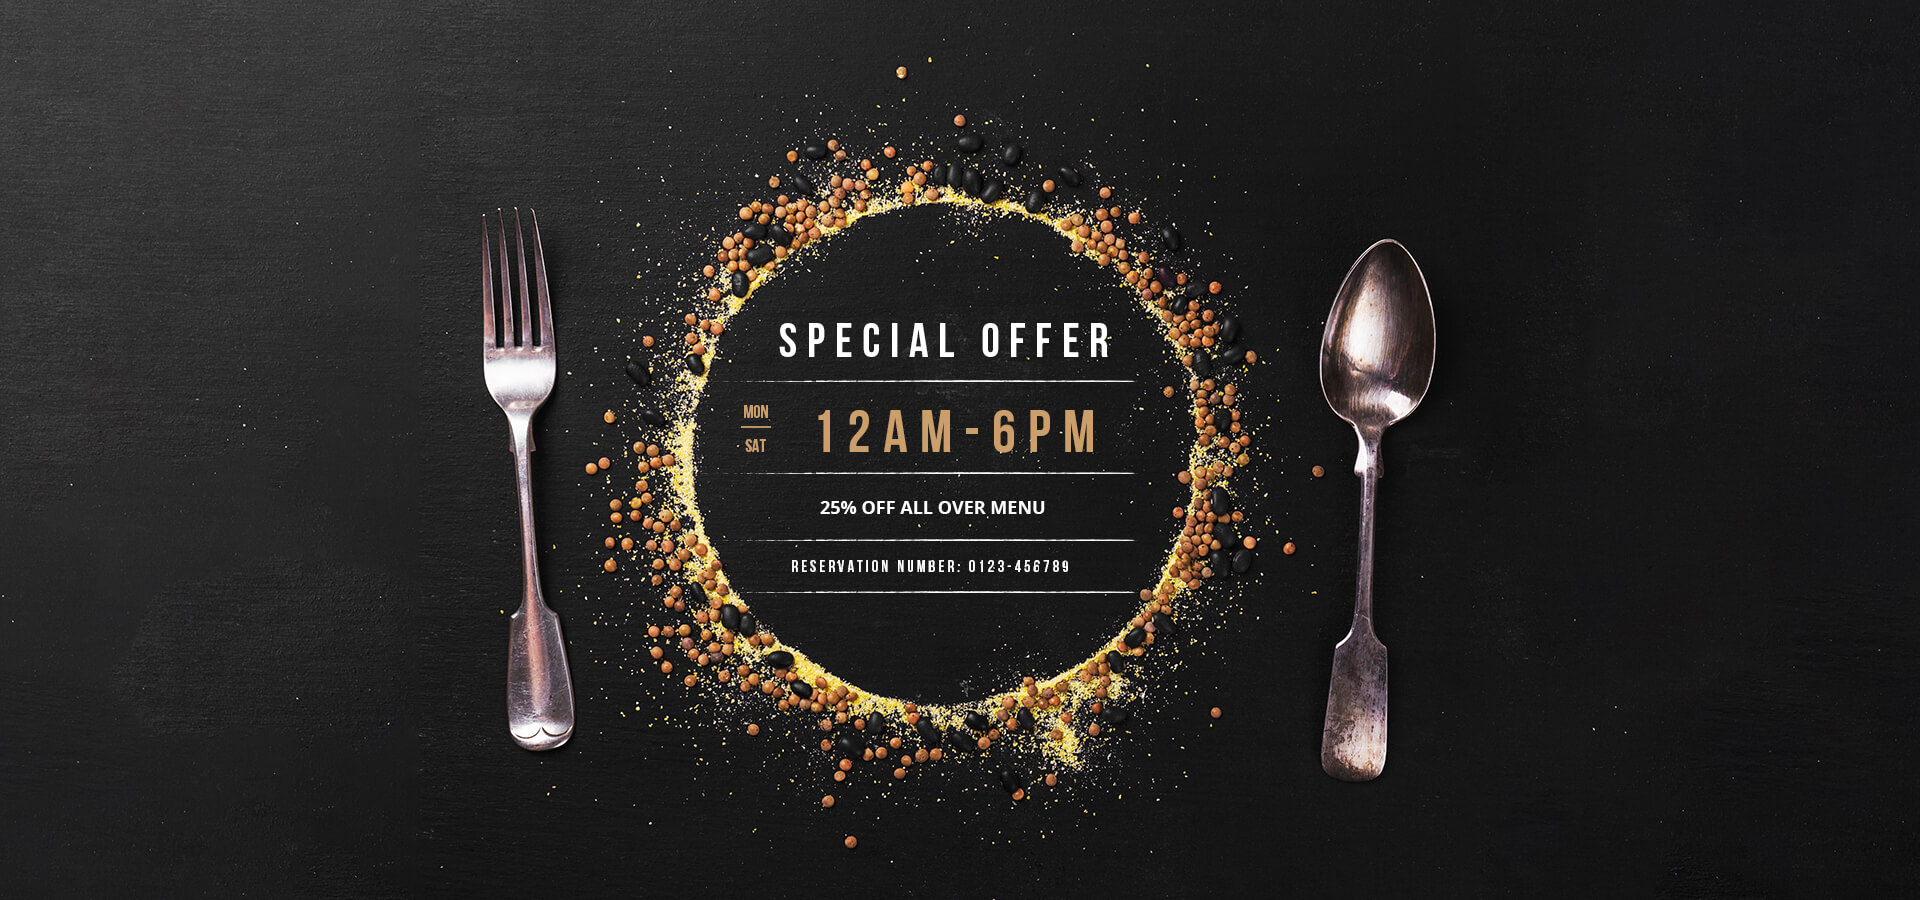 SPECIAL OFFER
MON
SAT
12AM-6PM
25% OFF ALL OVER MENU
RESERVATION NUMBER: 0123-456789